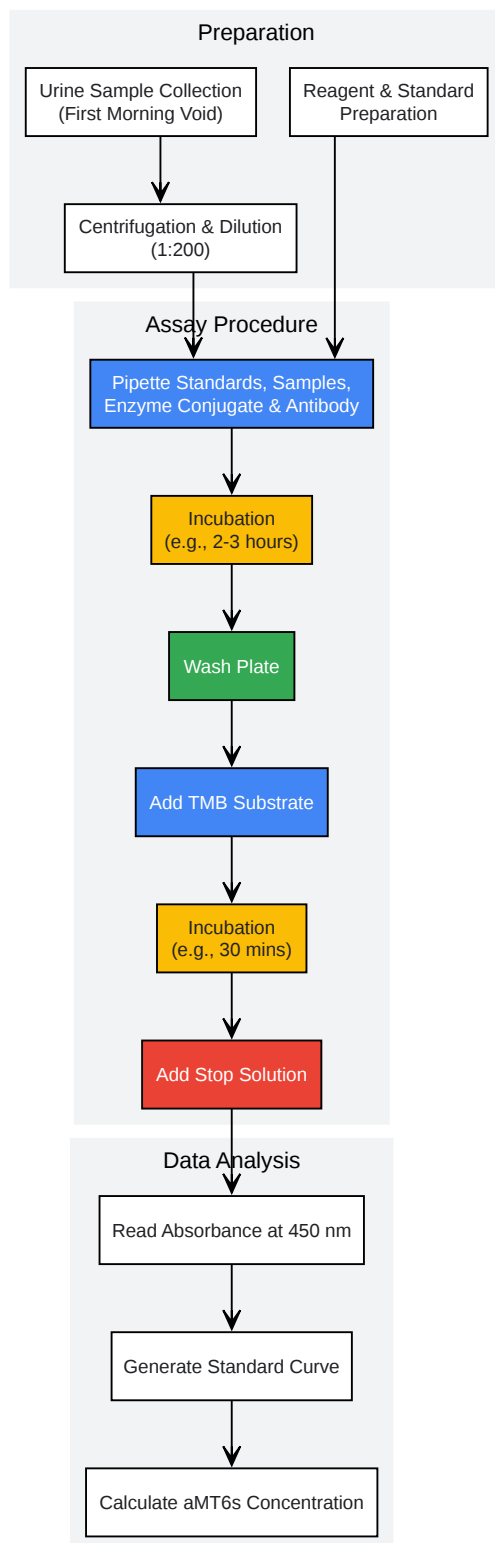 Preparation
Urine Sample Collection
(First Morning Void)
Reagent & Standard
Preparation
Centrifugation & Dilution
(1:200)
Assay Procedure
Pipette Standards, Samples,
Enzyme Conjugate & Antibody
Incubation
(e.g., 2-3 hours)
Wash Plate
Add TMB Substrate
Incubation
(e.g., 30 mins)
Add Stop Solution
Data Analysis
Read Absorbance at 450 nm
Generate Standard Curve
Calculate aMT6s Concentration